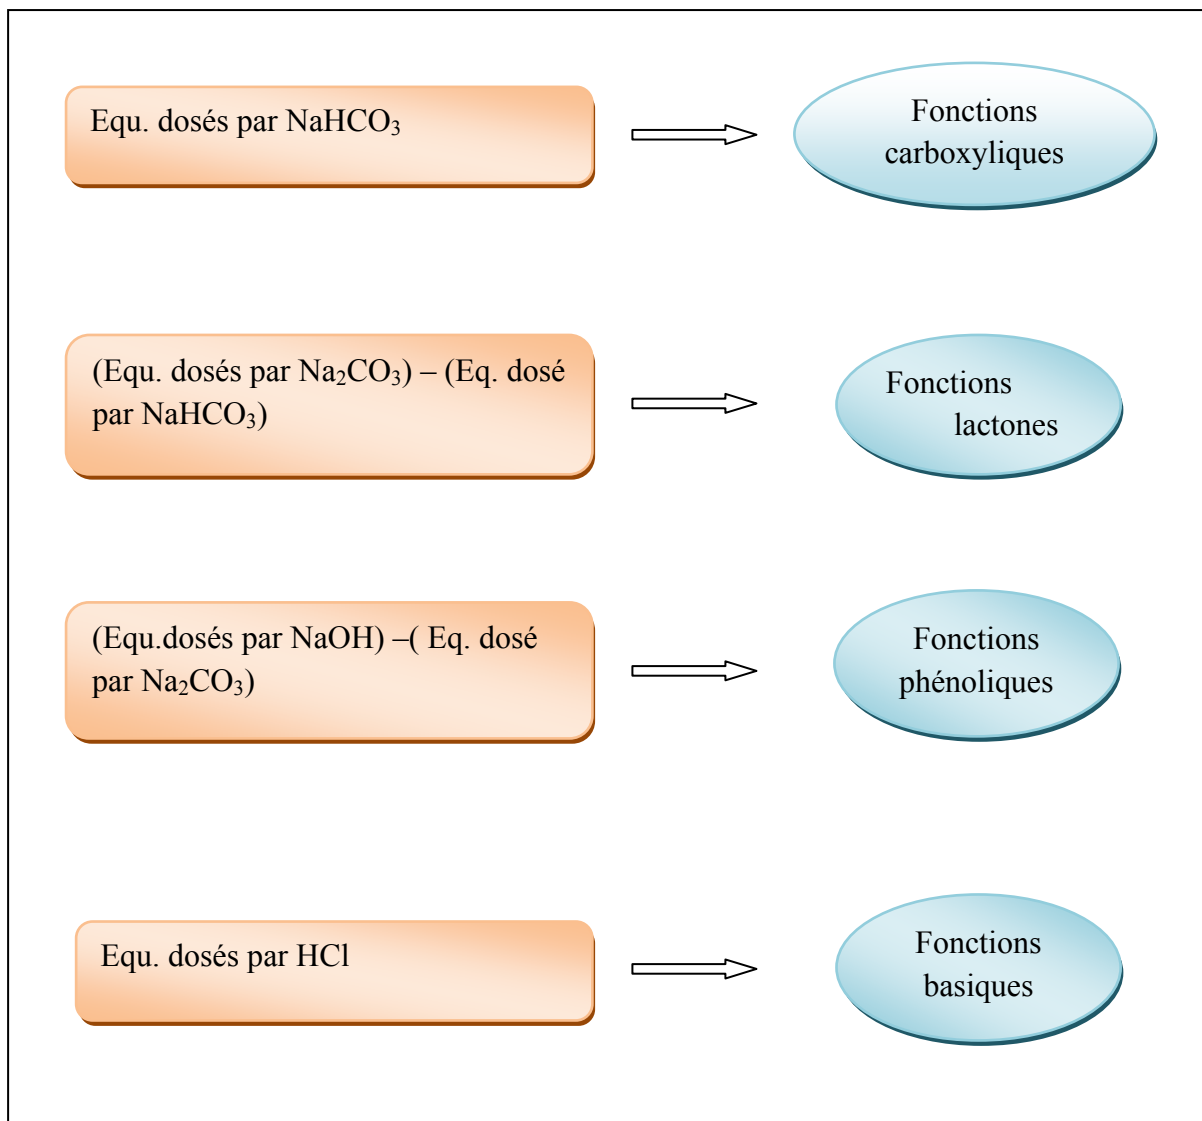 Equ. dosés par NaHCO₃
Fonctions
carboxyliques
(Equ. dosés par Na₂CO₃) – (Eq. dosé
par NaHCO₃)
Fonctions
lactones
(Equ.dosés par NaOH) –( Eq. dosé
par Na₂CO₃)
Fonctions
phénoliques
Equ. dosés par HCl
Fonctions
basiques